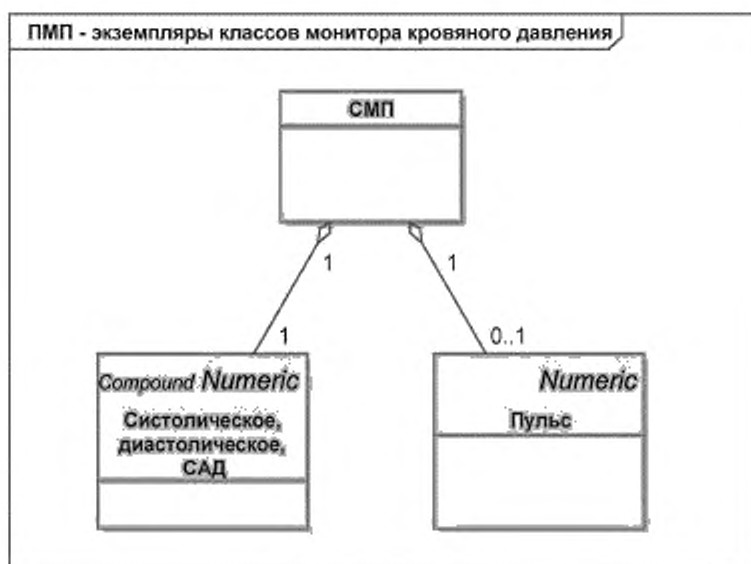 ПМП - экземпляры классов монитора кровяного давления
СМП
1
1
1
0..1
Compound Numeric
Numeric
Систолическое,
диастолическое,
САД
Пульс